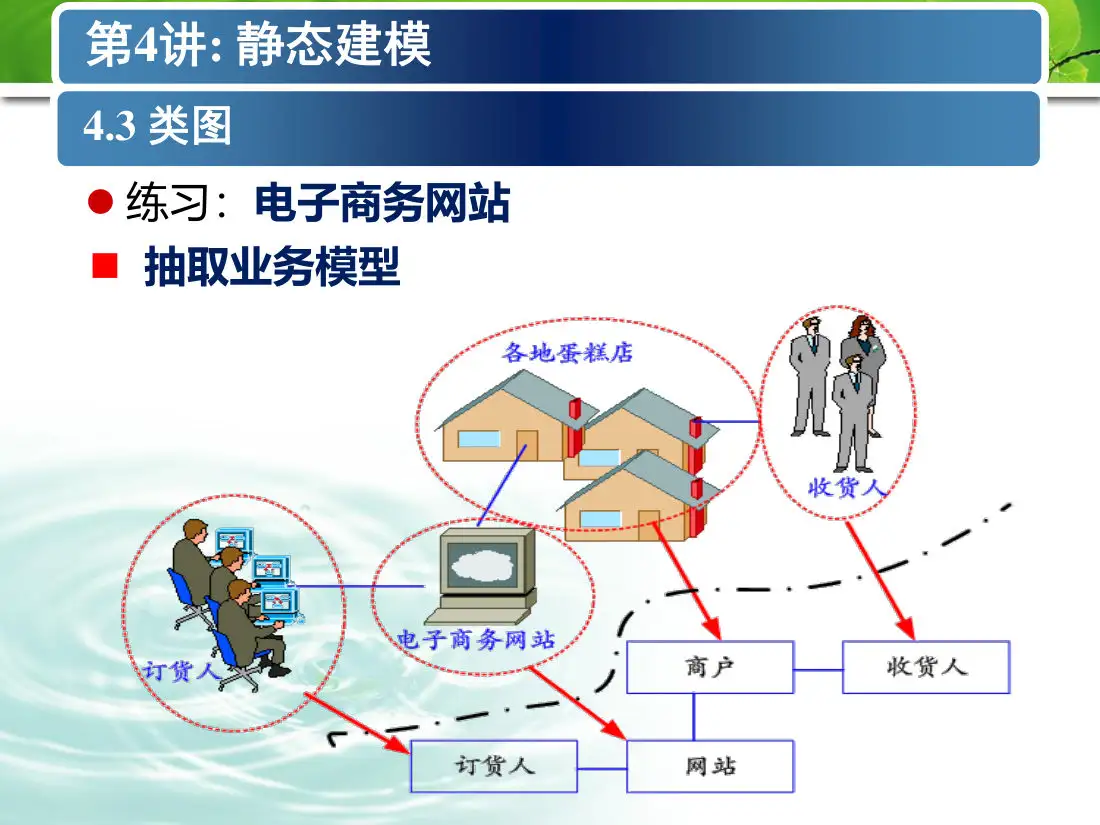 第4讲: 静态建模
4.3 类图
练习：电子商务网站
抽取业务模型
各地蛋糕店
收货人
电子商务网站
订货人
商户
收货人
订货人
网站